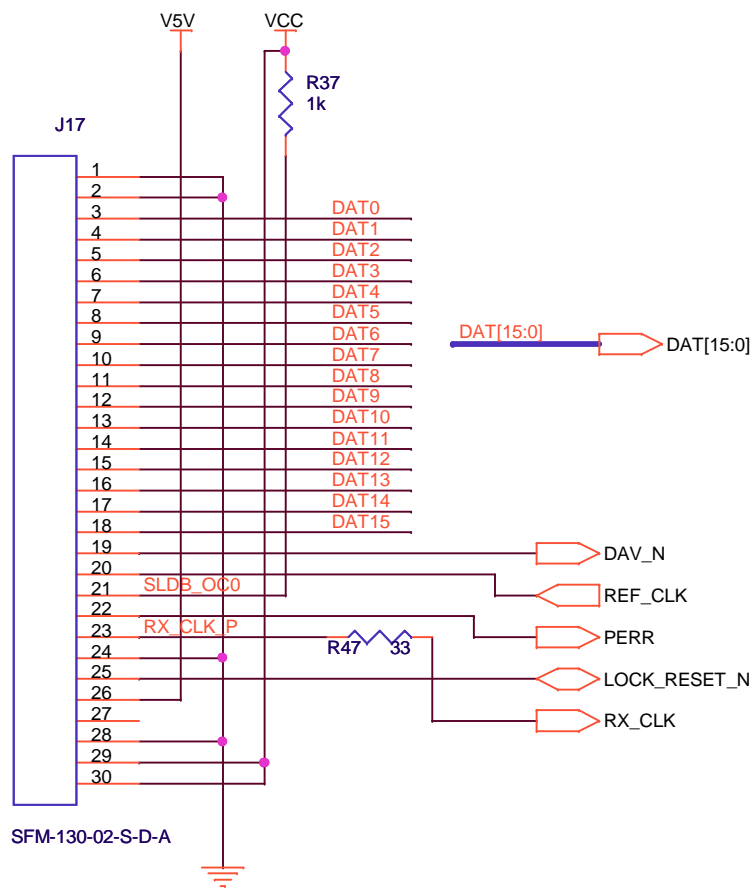 V5V
VCC
R37
1k
J17
1
2
3
DAT0
4
DAT1
5
DAT2
6
DAT3
7
DAT4
8
DAT5
9
DAT6
DAT[15:0]
DAT[15:0]
10
DAT7
11
DAT8
12
DAT9
13
DAT10
14
DAT11
15
DAT12
16
DAT13
17
DAT14
18
DAT15
19
DAV_N
20
21
SLDB_OC0
REF_CLK
22
23
RX_CLK_P
R47
33
PERR
24
25
LOCK_RESET_N
26
27
RX_CLK
28
29
30
SFM-130-02-S-D-A